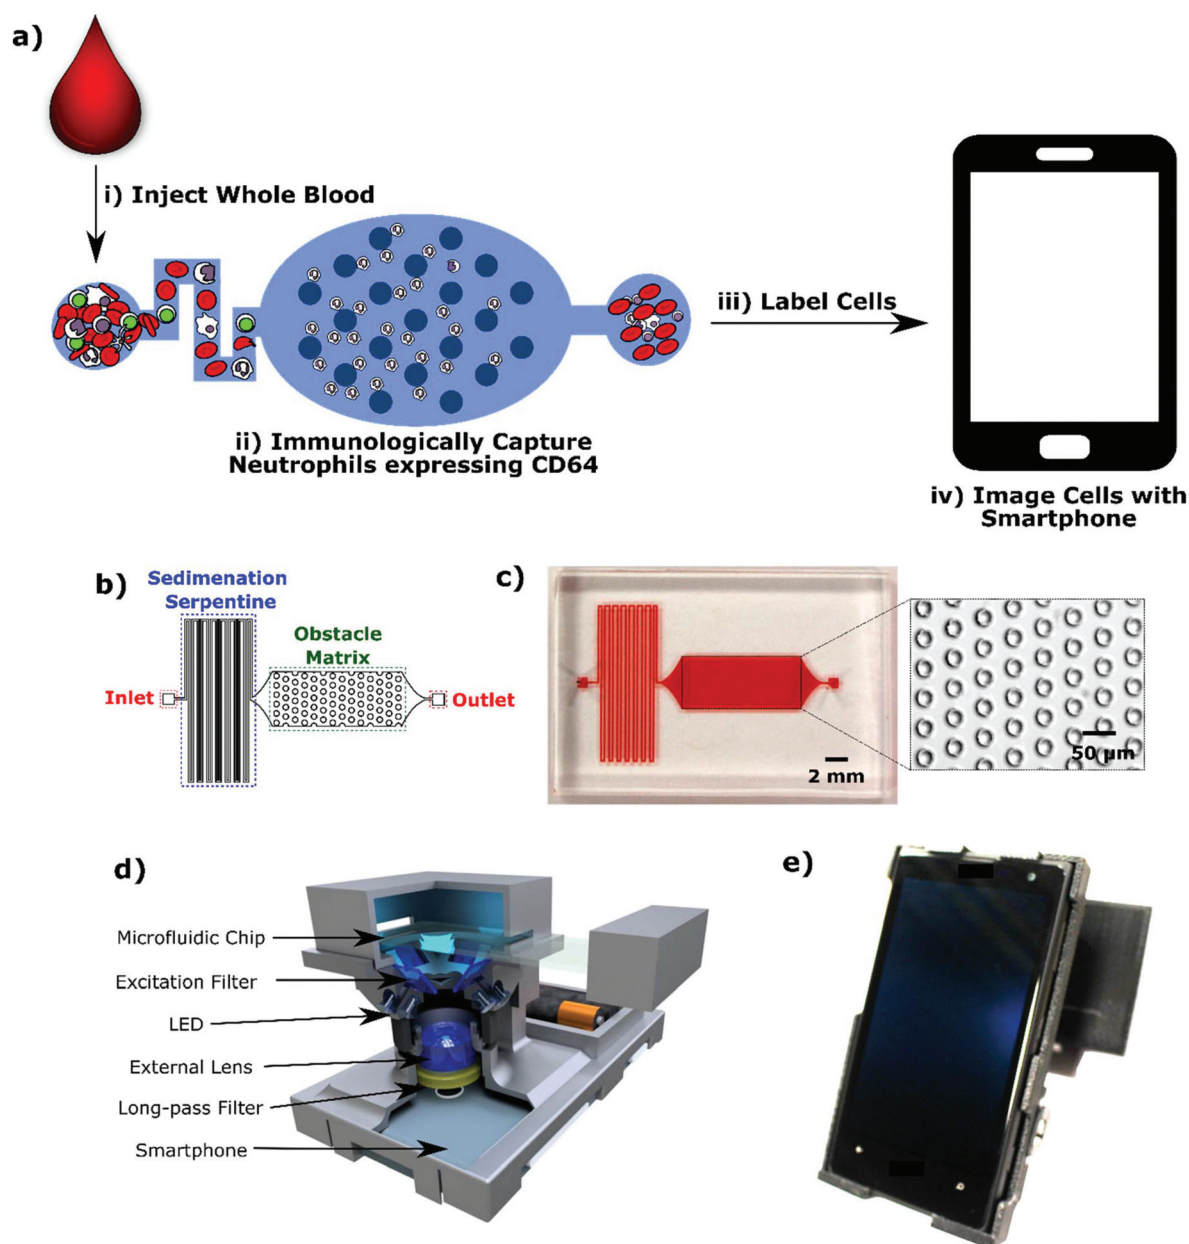 a)
i) Inject Whole Blood
iii) Label Cells
ii) Immunologically Capture
Neutrophils expressing CD64
iv) Image Cells with
Smartphone
b)
Sedimenation
Serpentine
Obstacle
Matrix
Inlet
Outlet
c)
2 mm
50 µm
d)
Microfluidic Chip
Excitation Filter
LED
External Lens
Long-pass Filter
Smartphone
e)